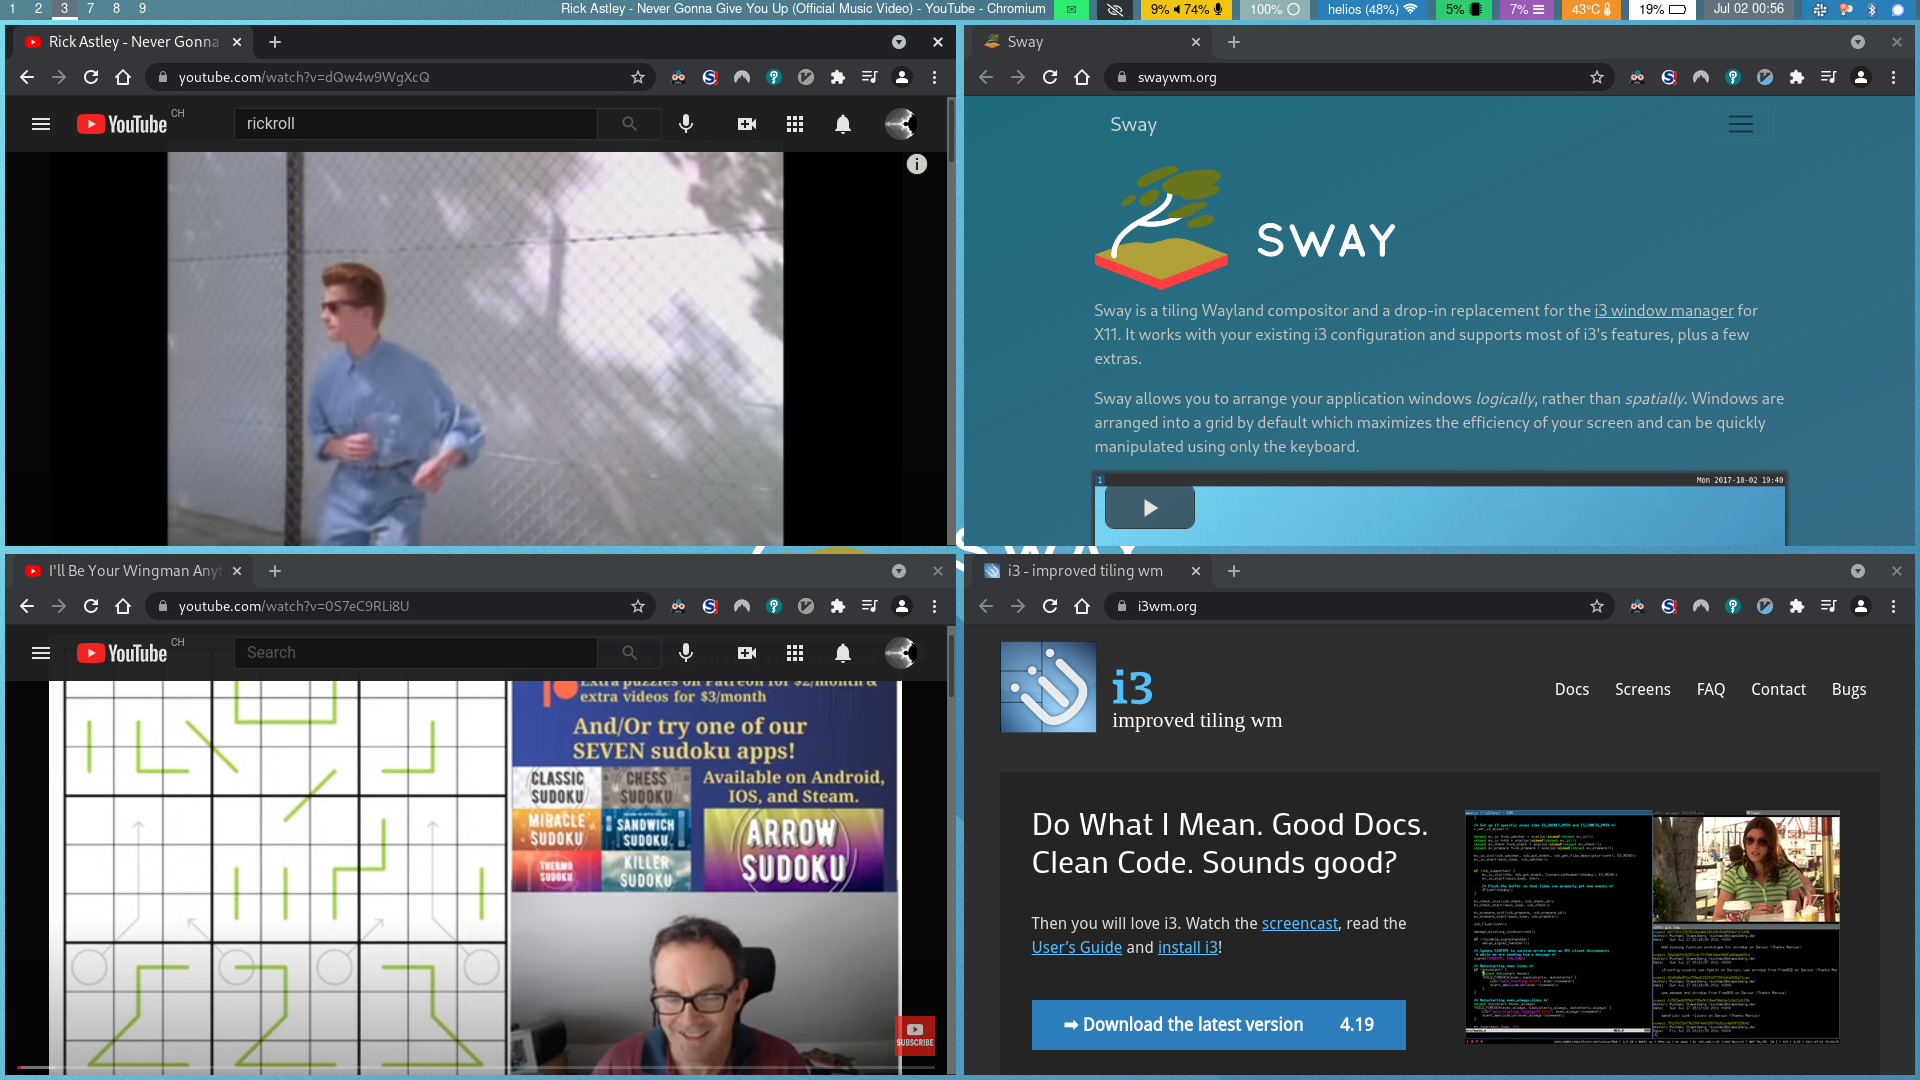 1 2 3 7 8 9
Rick Astley - Never Gonna Give You Up (Official Music Video) - YouTube - Chromium
9% 74% 100% helios (48%) 5% 7% 43°C 19% Jul 02 00:56
Rick Astley - Never Gonna
youtube.com/watch?v=dQw4w9WgXcQ
YouTube CH
rickroll
Sway
swaywm.org
Sway
SWAY
Sway is a tiling Wayland compositor and a drop-in replacement for the i3 window manager for
X11. It works with your existing i3 configuration and supports most of i3's features, plus a few
extras.
Sway allows you to arrange your application windows logically, rather than spatially. Windows are
arranged into a grid by default which maximizes the efficiency of your screen and can be quickly
manipulated using only the keyboard.
1 Mon 2017-10-02 19:40
SWAY
I'll Be Your Wingman Anyt
youtube.com/watch?v=0S7eC9RLi8U
YouTube CH
Search
Extra puzzles on Patreon for $2/month &
extra videos for $3/month
And/Or try one of our
SEVEN sudoku apps!
CLASSIC SUDOKU
CHESS SUDOKU
Available on Android,
IOS, and Steam.
MIRACLE SUDOKU
SANDWICH SUDOKU
ARROW SUDOKU
THERMO SUDOKU
KILLER SUDOKU
SUBSCRIBE
i3 - improved tiling wm
i3wm.org
i3
improved tiling wm
Docs Screens FAQ Contact Bugs
Do What I Mean. Good Docs.
Clean Code. Sounds good?
Then you will love i3. Watch the screencast, read the
User's Guide and install i3!
➡ Download the latest version 4.19